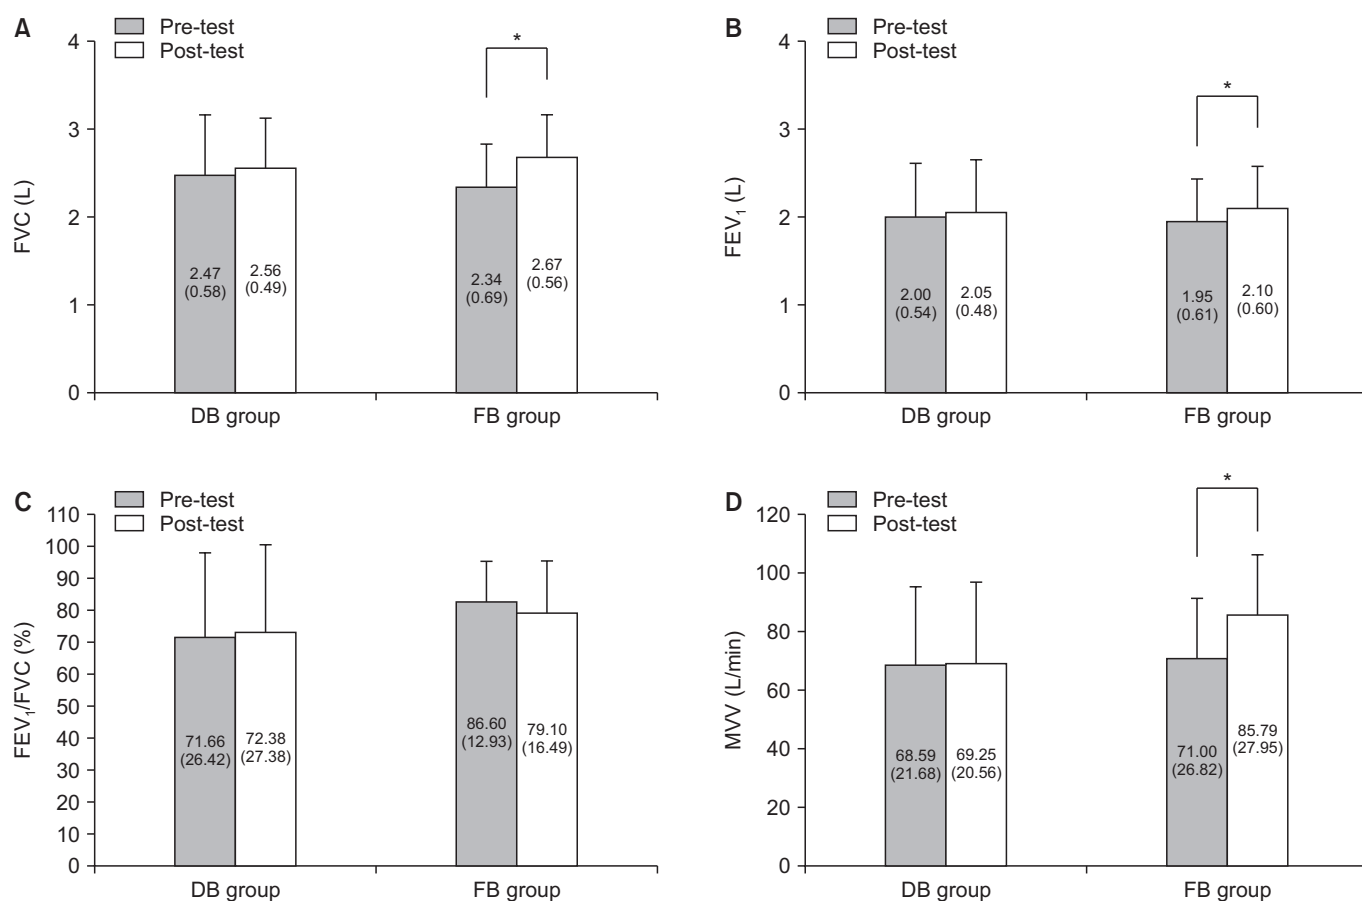 A
Pre-test
Post-test
*
4
3
2
1
0
FVC (L)
2.47
(0.58)
2.56
(0.49)
2.34
(0.69)
2.67
(0.56)
DB group
FB group
B
Pre-test
Post-test
*
4
3
2
1
0
FEV₁ (L)
2.00
(0.54)
2.05
(0.48)
1.95
(0.61)
2.10
(0.60)
DB group
FB group
C
Pre-test
Post-test
110
100
90
80
70
60
50
40
30
20
10
0
FEV₁/FVC (%)
71.66
(26.42)
72.38
(27.38)
86.60
(12.93)
79.10
(16.49)
DB group
FB group
D
Pre-test
Post-test
*
120
100
80
60
40
20
0
MVV (L/min)
68.59
(21.68)
69.25
(20.56)
71.00
(26.82)
85.79
(27.95)
DB group
FB group